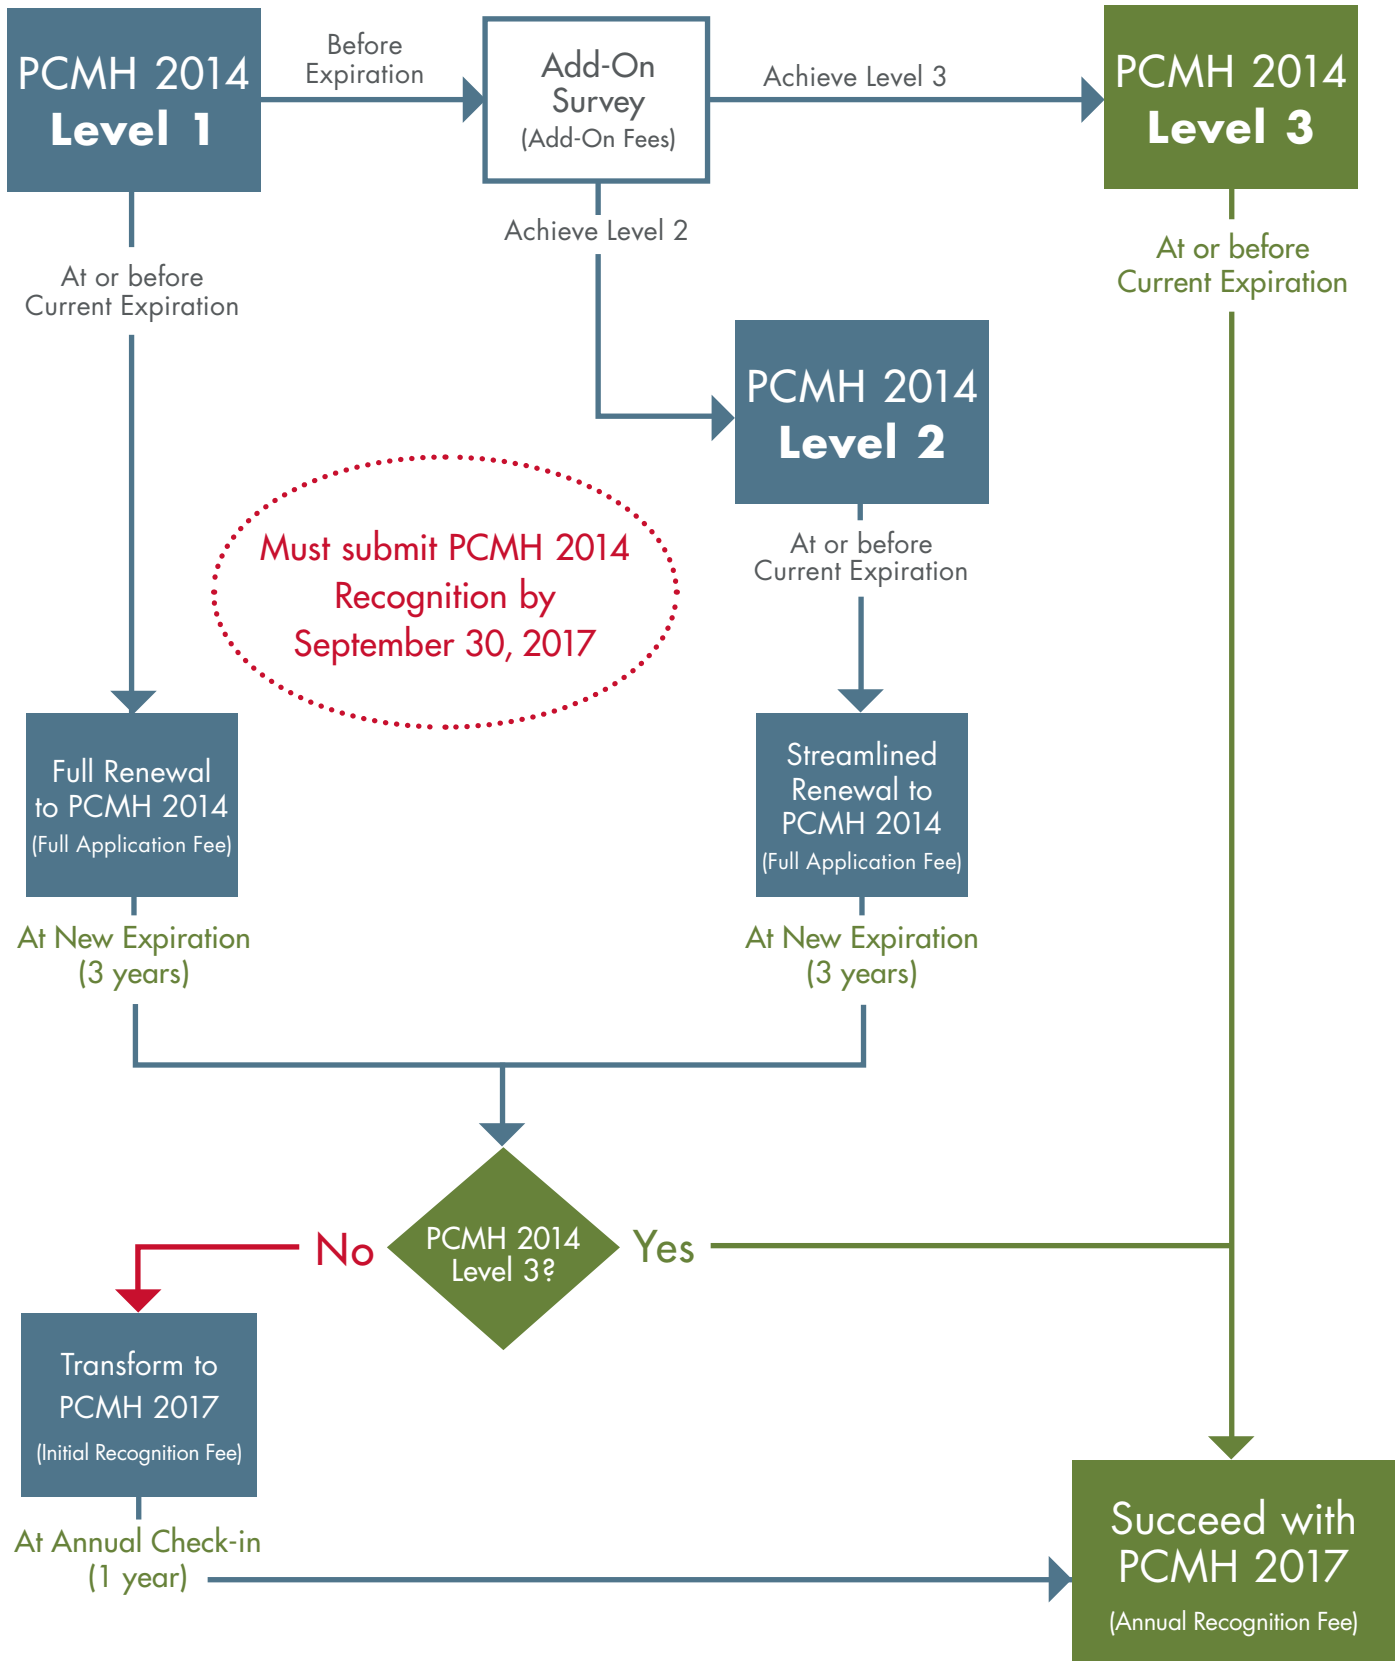 PCMH 2014
Level 1
Before
Expiration
Add-On
Survey
(Add-On Fees)
Achieve Level 3
PCMH 2014
Level 3
Achieve Level 2
At or before
Current Expiration
At or before
Current Expiration
PCMH 2014
Level 2
Must submit PCMH 2014
Recognition by
September 30, 2017
At or before
Current Expiration
Full Renewal
to PCMH 2014
(Full Application Fee)
Streamlined
Renewal to
PCMH 2014
(Full Application Fee)
At New Expiration
(3 years)
At New Expiration
(3 years)
No
PCMH 2014
Level 3?
Yes
Transform to
PCMH 2017
(Initial Recognition Fee)
At Annual Check-in
(1 year)
Succeed with
PCMH 2017
(Annual Recognition Fee)